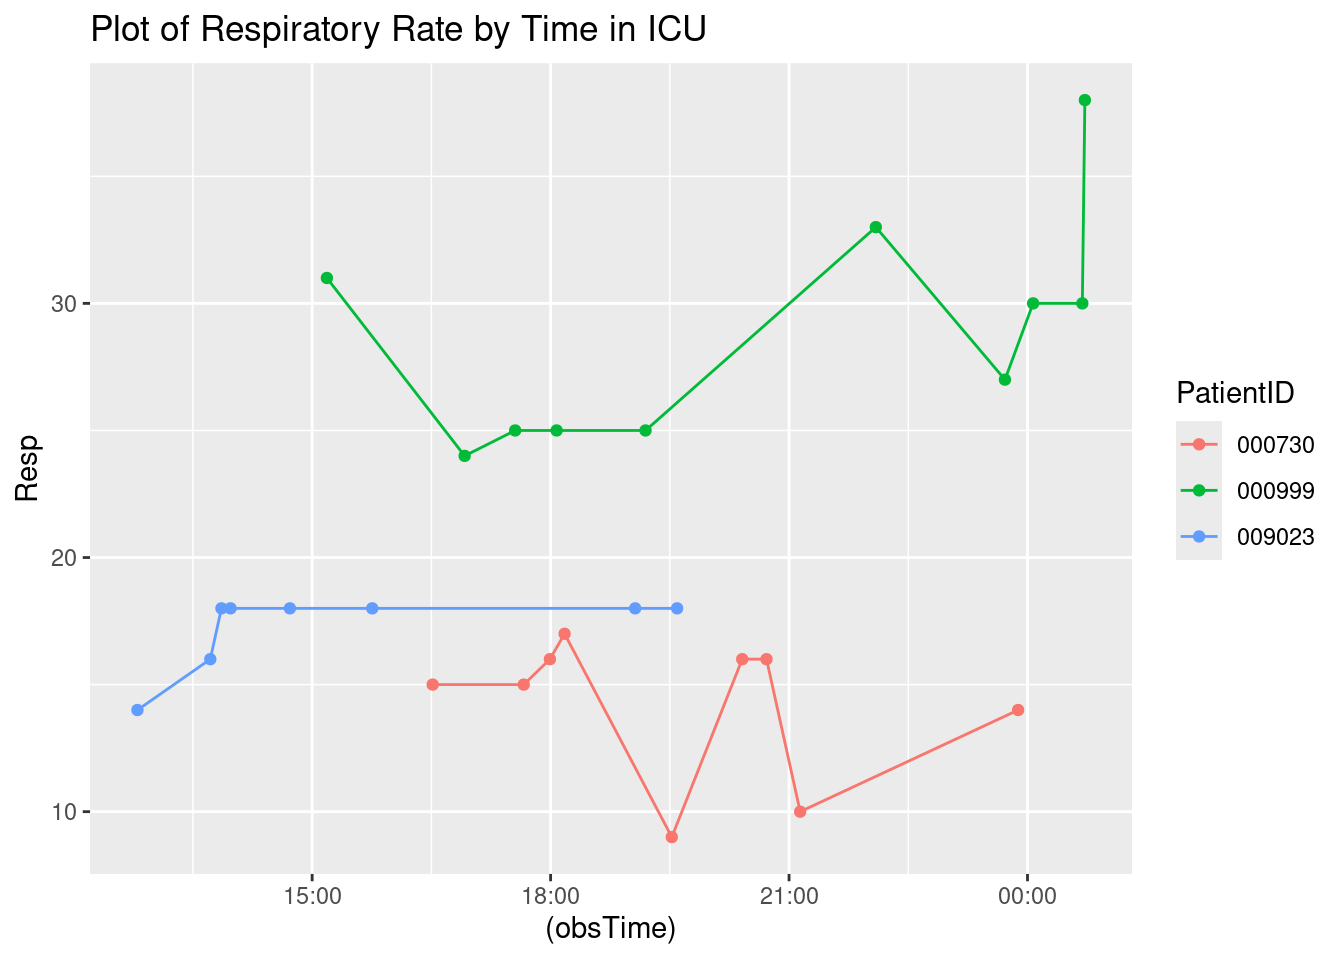 Plot of Respiratory Rate by Time in ICU
Resp
30
20
10
15:00
18:00
21:00
00:00
(obsTime)
PatientID
000730
000999
009023